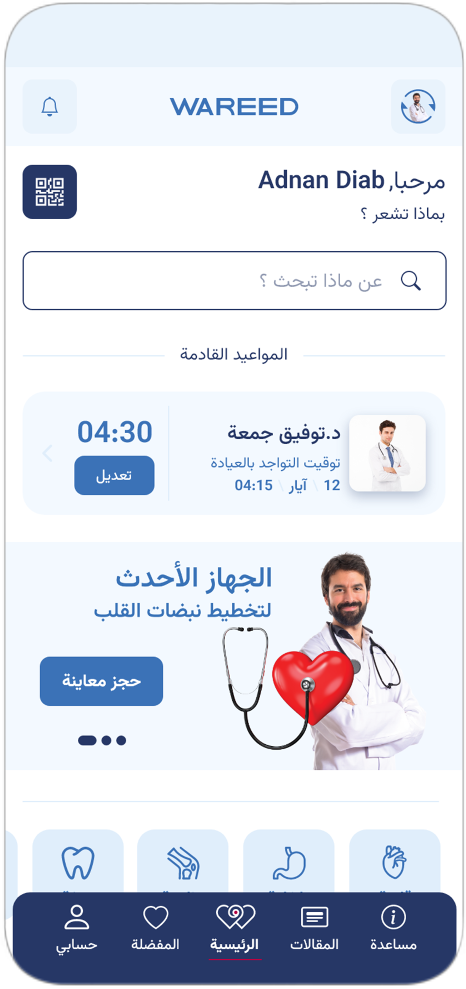 WAREED
مرحبا, Adnan Diab
بماذا تشعر ؟
عن ماذا تبحث ؟
المواعيد القادمة
د.توفيق جمعة
توقيت التواجد بالعيادة
12 \ آيار \ 04:15
04:30
تعديل
الجهاز الأحدث
لتخطيط نبضات القلب
حجز معاينة
مساعدة
المقالات
الرئيسية
المفضلة
حسابي